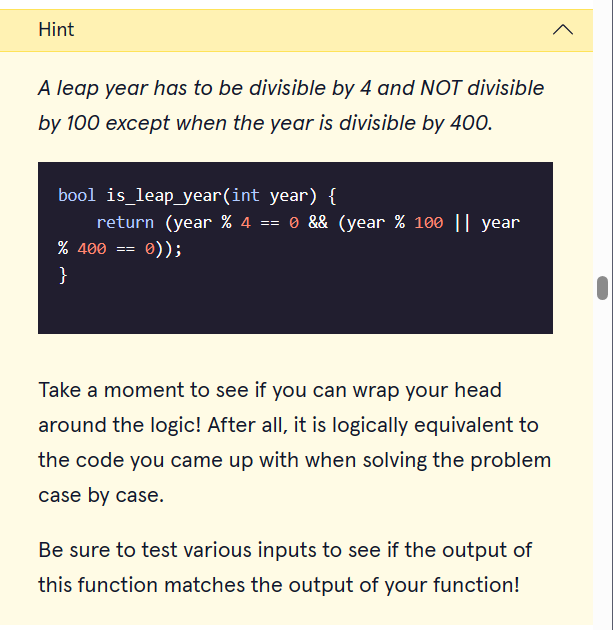 Hint
A leap year has to be divisible by 4 and NOT divisible
by 100 except when the year is divisible by 400.
bool is_leap_year(int year) {
    return (year % 4 == 0 && (year % 100 || year
% 400 == 0));
}
Take a moment to see if you can wrap your head
around the logic! After all, it is logically equivalent to
the code you came up with when solving the problem
case by case.
Be sure to test various inputs to see if the output of
this function matches the output of your function!